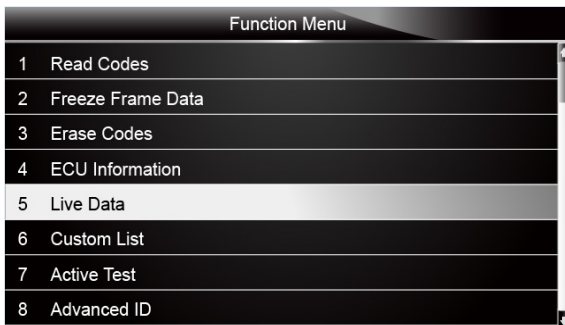 Function Menu
1 Read Codes
2 Freeze Frame Data
3 Erase Codes
4 ECU Information
5 Live Data
6 Custom List
7 Active Test
8 Advanced ID